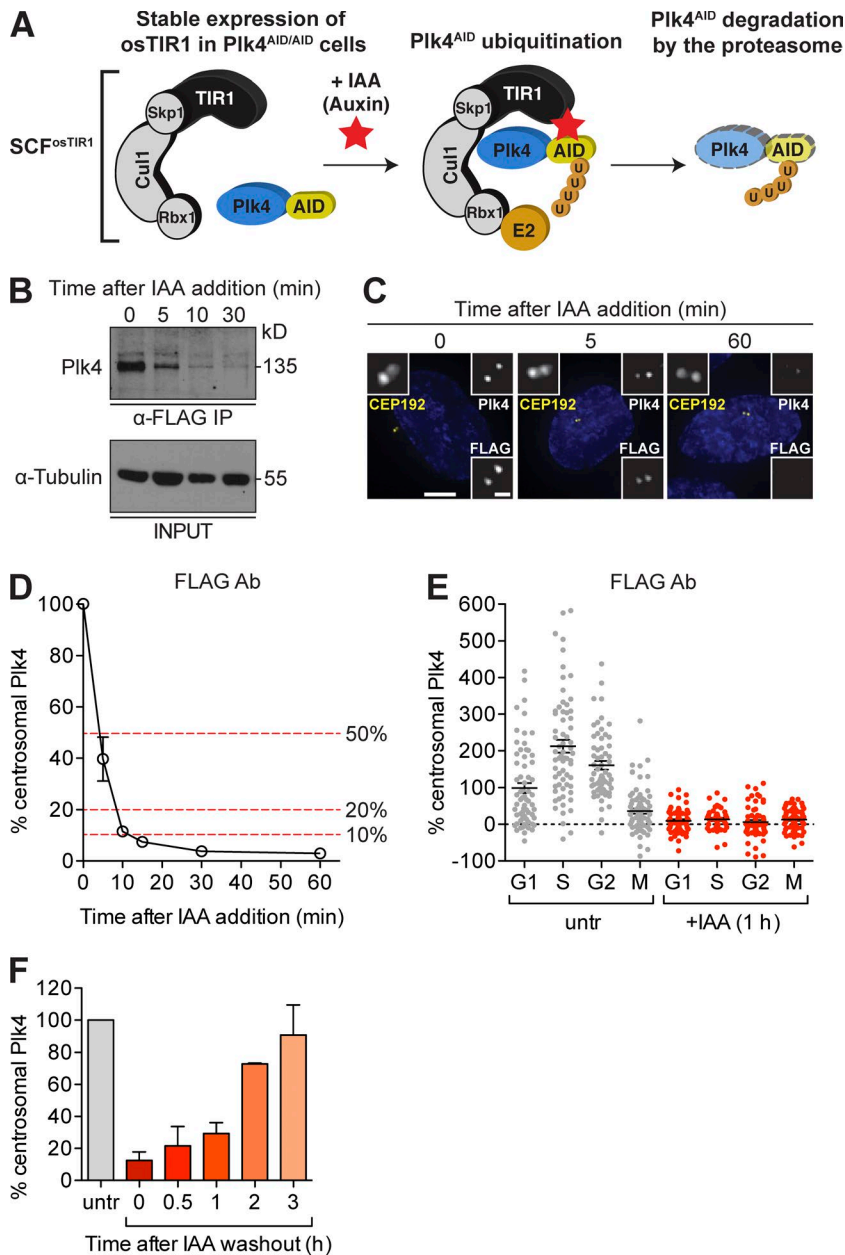 A
Stable expression of
osTIR1 in Plk4AID/AID cells
Plk4AID ubiquitination
Plk4AID degradation
by the proteasome
SCFosTIR1
TIR1
Skp1
Cul1
Rbx1
Plk4
AID
+ IAA
(Auxin)
TIR1
Skp1
Cul1
Rbx1
Plk4
AID
U
U
U
U
E2
Plk4
AID
U
U
U
U
B
Time after IAA addition (min)
0 5 10 30
kD
Plk4
135
α-FLAG IP
α-Tubulin
55
INPUT
C
Time after IAA addition (min)
0 5 60
CEP192 Plk4 CEP192 Plk4 CEP192 Plk4
FLAG FLAG FLAG
D
FLAG Ab
% centrosomal Plk4
100
80
60
40
20
0
50%
20%
10%
0 10 20 30 40 50 60
Time after IAA addition (min)
E
FLAG Ab
% centrosomal Plk4
600
500
400
300
200
100
0
-100
G1 S G2 M G1 S G2 M
untr +IAA (1 h)
F
% centrosomal Plk4
120
100
80
60
40
20
0
untr 0 0.5 1 2 3
Time after IAA washout (h)